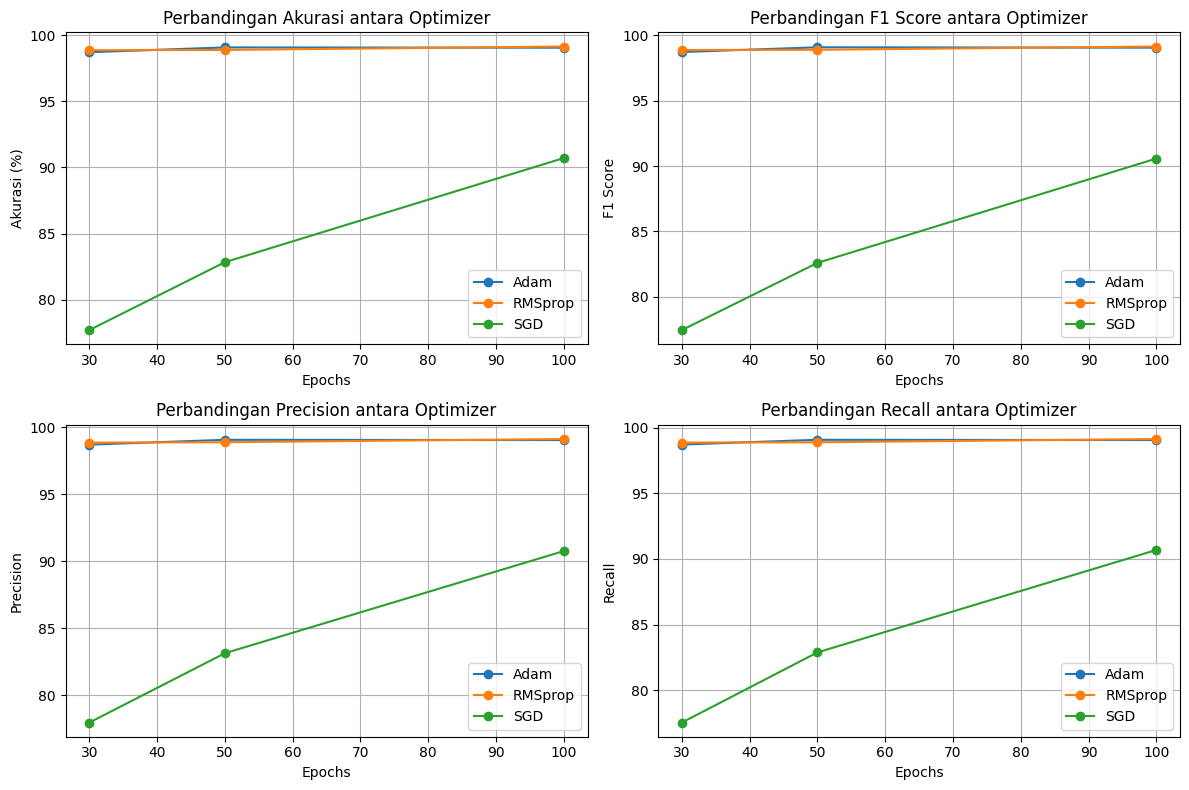 Perbandingan Akurasi antara Optimizer
100
95
90
85
80
Akurasi (%)
30 40 50 60 70 80 90 100
Epochs
Adam
RMSprop
SGD
Perbandingan F1 Score antara Optimizer
100
95
90
85
80
F1 Score
30 40 50 60 70 80 90 100
Epochs
Adam
RMSprop
SGD
Perbandingan Precision antara Optimizer
100
95
90
85
80
Precision
30 40 50 60 70 80 90 100
Epochs
Adam
RMSprop
SGD
Perbandingan Recall antara Optimizer
100
95
90
85
80
Recall
30 40 50 60 70 80 90 100
Epochs
Adam
RMSprop
SGD